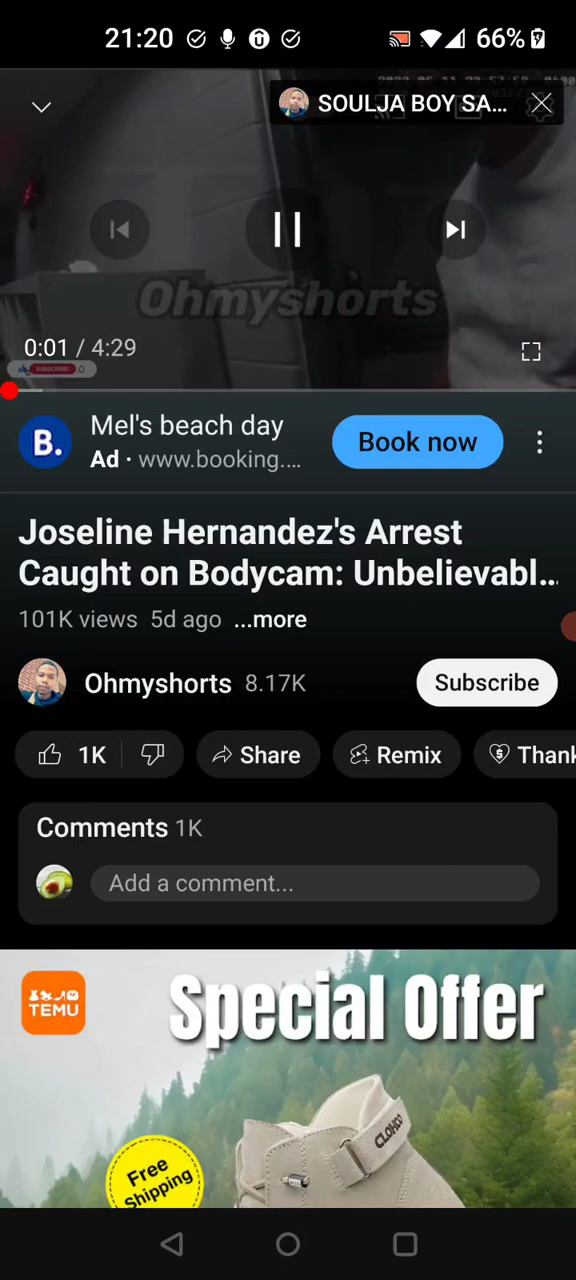 21:20
66%
SOULJA BOY SA...
Ohmyshorts
0:01 / 4:29
SUBSCRIBE
B.
Mel's beach day
Ad · www.booking....
Book now
Joseline Hernandez's Arrest
Caught on Bodycam: Unbelievabl...
101K views 5d ago ...more
Ohmyshorts 8.17K
Subscribe
1K
Share
Remix
Thank
Comments 1K
Add a comment...
TEMU
Special Offer
CLOHOO
Free
Shipping